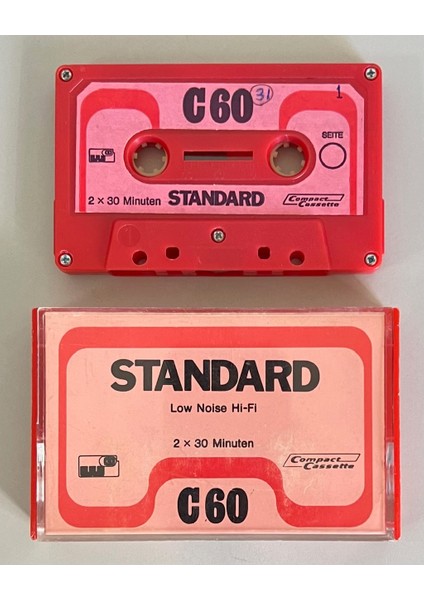 C60 31 1
SEITE
2 × 30 Minuten STANDARD Compact Cassette
STANDARD
Low Noise Hi-Fi
2 × 30 Minuten
Compact Cassette
C60